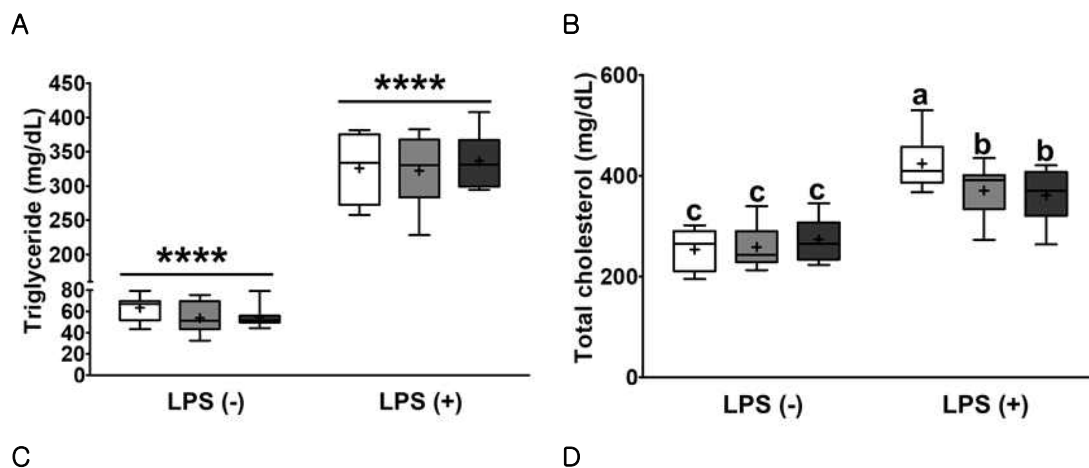 A
Triglyceride (mg/dL)
450
400
350
300
250
200
80
60
40
20
0
****
****
LPS (-)
LPS (+)
B
Total cholesterol (mg/dL)
600
400
200
0
c
c
c
a
b
b
LPS (-)
LPS (+)
C
D